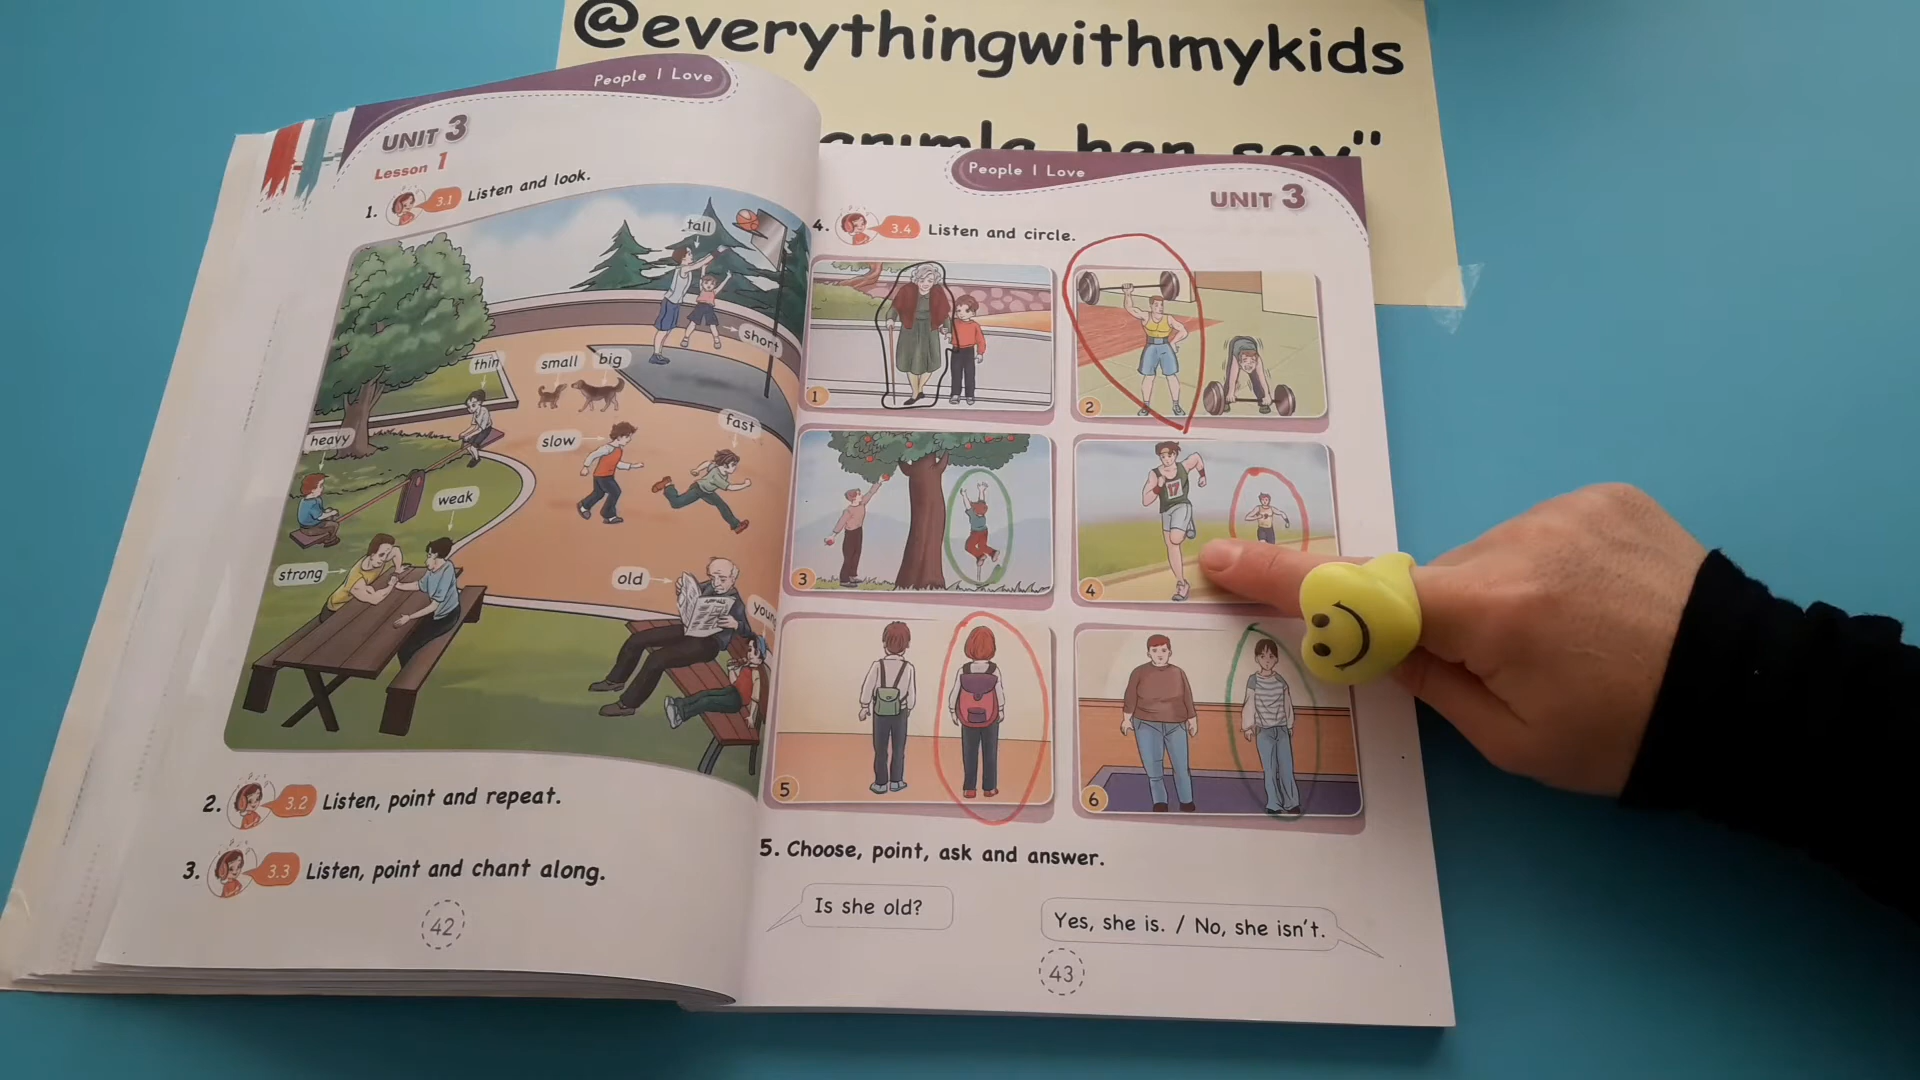 @everythingwithmykids
hen sey"
People I Love
UNIT 3
Lesson 1
1. 3.1 Listen and look.
tall
short
thin
small
big
heavy
slow
fast
weak
strong
old
2. 3.2 Listen, point and repeat.
3. 3.3 Listen, point and chant along.
42
People I Love
UNIT 3
4. 3.4 Listen and circle.
1
2
3
17
4
5
6
5. Choose, point, ask and answer.
Is she old?
Yes, she is. / No, she isn't.
43